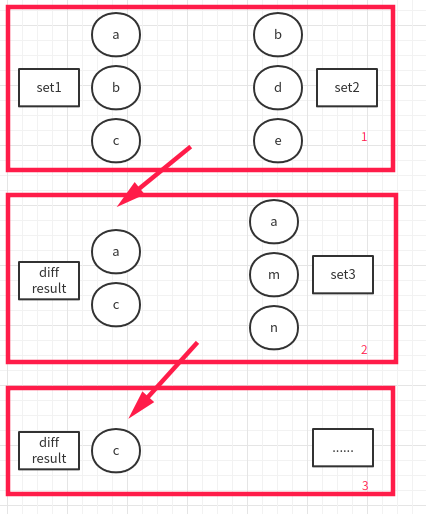 a
b
set1
b
d
set2
c
e
1
a
a
diff
result
m
set3
c
n
2
diff
result
c
......
3